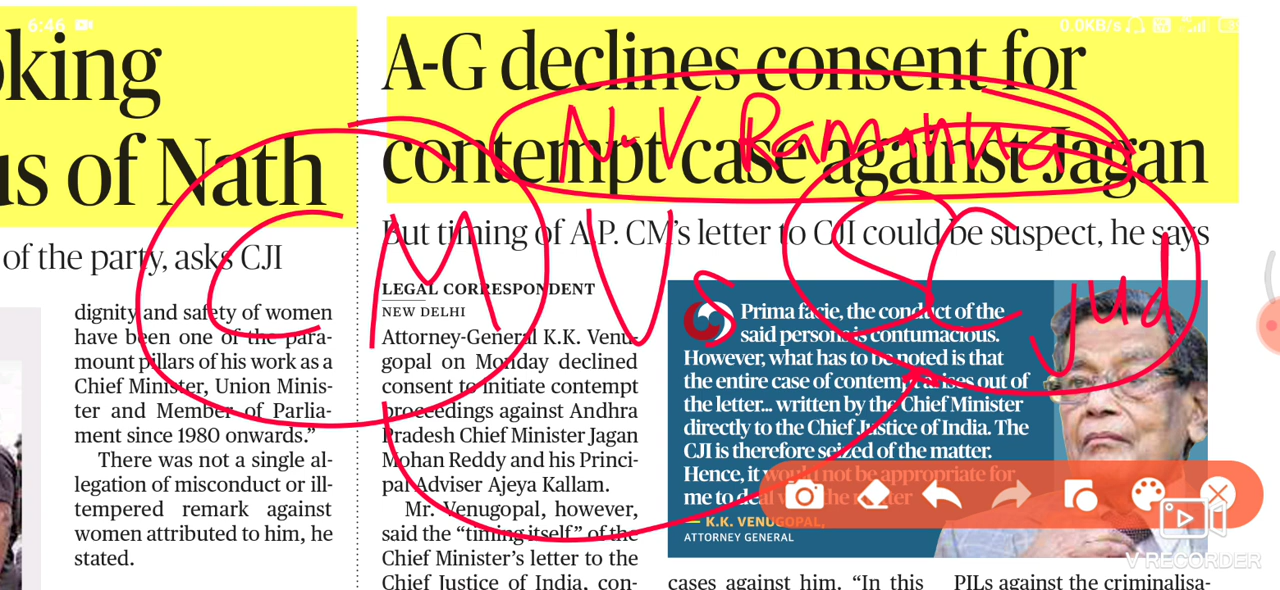 6:46
0.0KB/s
oking
us of Nath
of the party, asks CJI
dignity and safety of women
have been one of the para-
mount pillars of his work as a
Chief Minister, Union Minis-
ter and Member of Parlia-
ment since 1980 onwards.”
There was not a single al-
legation of misconduct or ill-
tempered remark against
women attributed to him, he
stated.
A-G declines consent for
contempt case against Jagan
But timing of A.P. CM’s letter to CJI could be suspect, he says
LEGAL CORRESPONDENT
NEW DELHI
Attorney-General K.K. Venu-
gopal on Monday declined
consent to initiate contempt
proceedings against Andhra
Pradesh Chief Minister Jagan
Mohan Reddy and his Princi-
pal Adviser Ajeya Kallam.
Mr. Venugopal, however,
said the “timing itself” of the
Chief Minister’s letter to the
Chief Justice of India, con-
Prima facie, the conduct of the
said persons is contumacious.
However, what has to be noted is that
the entire case of contempt arises out of
the letter... written by the Chief Minister
directly to the Chief Justice of India. The
CJI is therefore seized of the matter.
Hence, it would not be appropriate for
me to deal with the matter
K.K. VENUGOPAL,
ATTORNEY GENERAL
cases against him. “In this
PILs against the criminalisa-
N.V Ramanna
CM Vs SC jud
V RECORDER